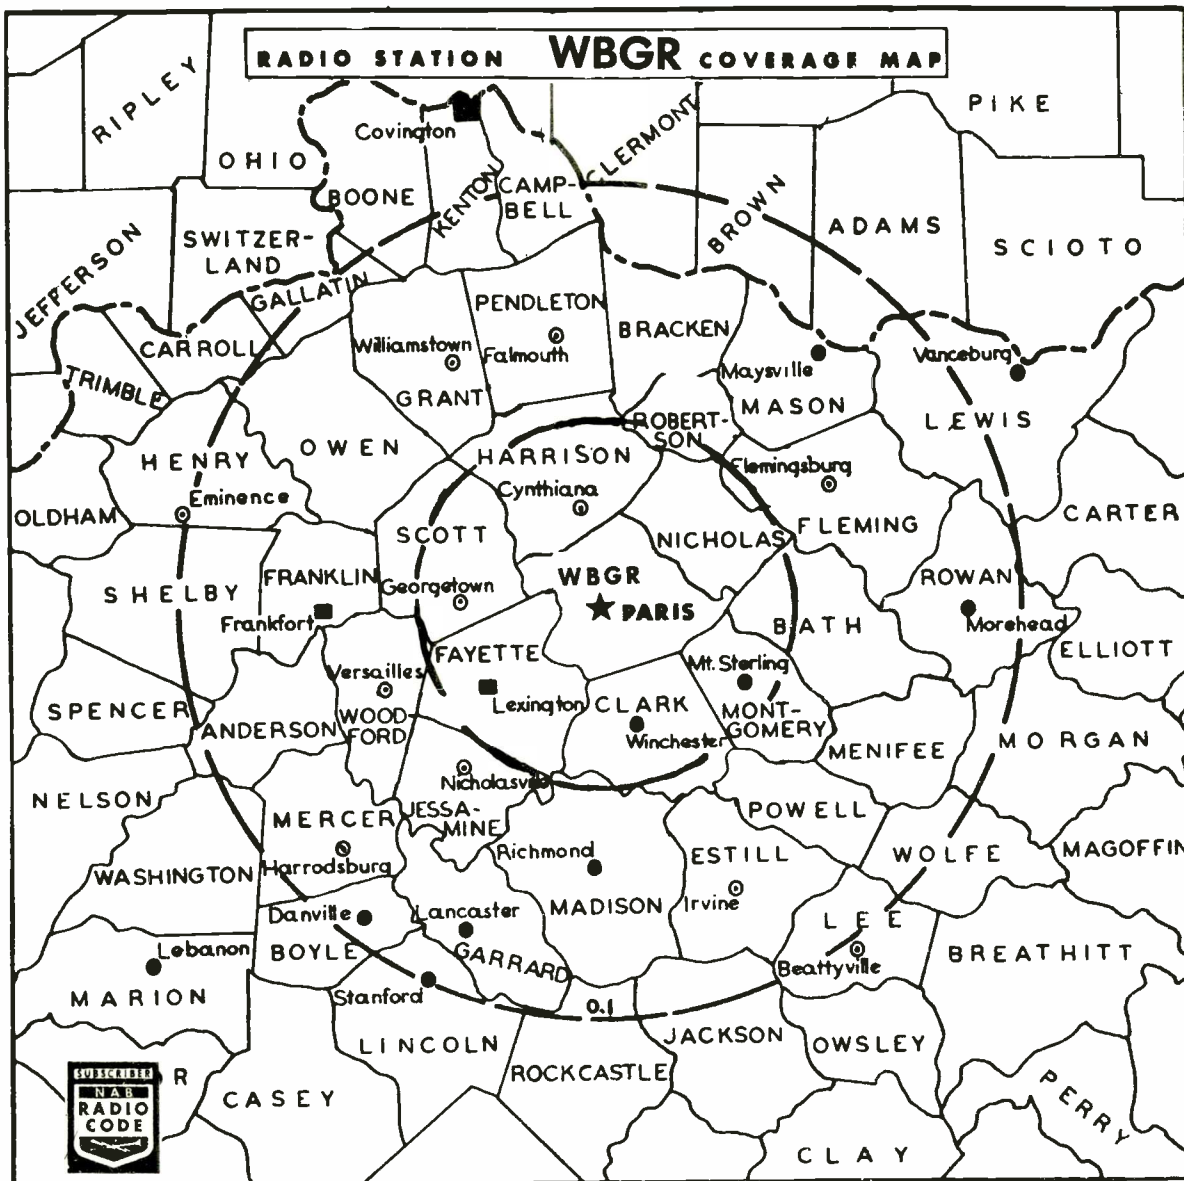 RADIO STATION WBGR COVERAGE MAP
RIPLEY
OHIO
Covington
CLERMONT
PIKE
BOONE
KENTON
CAMP-
BELL
BROWN
ADAMS
SCIOTO
JEFFERSON
SWITZER-
LAND
GALLATIN
PENDLETON
BRACKEN
CARROLL
Williamstown
Falmouth
Maysville
Vanceburg
TRIMBLE
GRANT
MASON
LEWIS
HENRY
OWEN
HARRISON
ROBERT-
SON
Flemingsburg
Eminence
Cynthiana
OLDHAM
SCOTT
NICHOLAS
FLEMING
CARTER
SHELBY
FRANKLIN
Georgetown
WBGR
PARIS
ROWAN
Frankfort
BATH
Morehead
FAYETTE
ELLIOTT
Versailles
Mt. Sterling
SPENCER
ANDERSON
WOOD-
FORD
Lexington
CLARK
Winchester
MONT-
GOMERY
MENIFEE
MORGAN
NELSON
Nicholasville
MERCER
JESSA-
MINE
POWELL
Harrodsburg
Richmond
ESTILL
WOLFE
MAGOFFIN
WASHINGTON
Danville
Lancaster
MADISON
Irvine
LEE
Lebanon
BOYLE
GARRARD
Beattyville
BREATHITT
MARION
Stanford
0.1
LINCOLN
JACKSON
OWSLEY
ROCKCASTLE
R
CASEY
PERRY
CLAY
SUBSCRIBER
NAB
RADIO
CODE